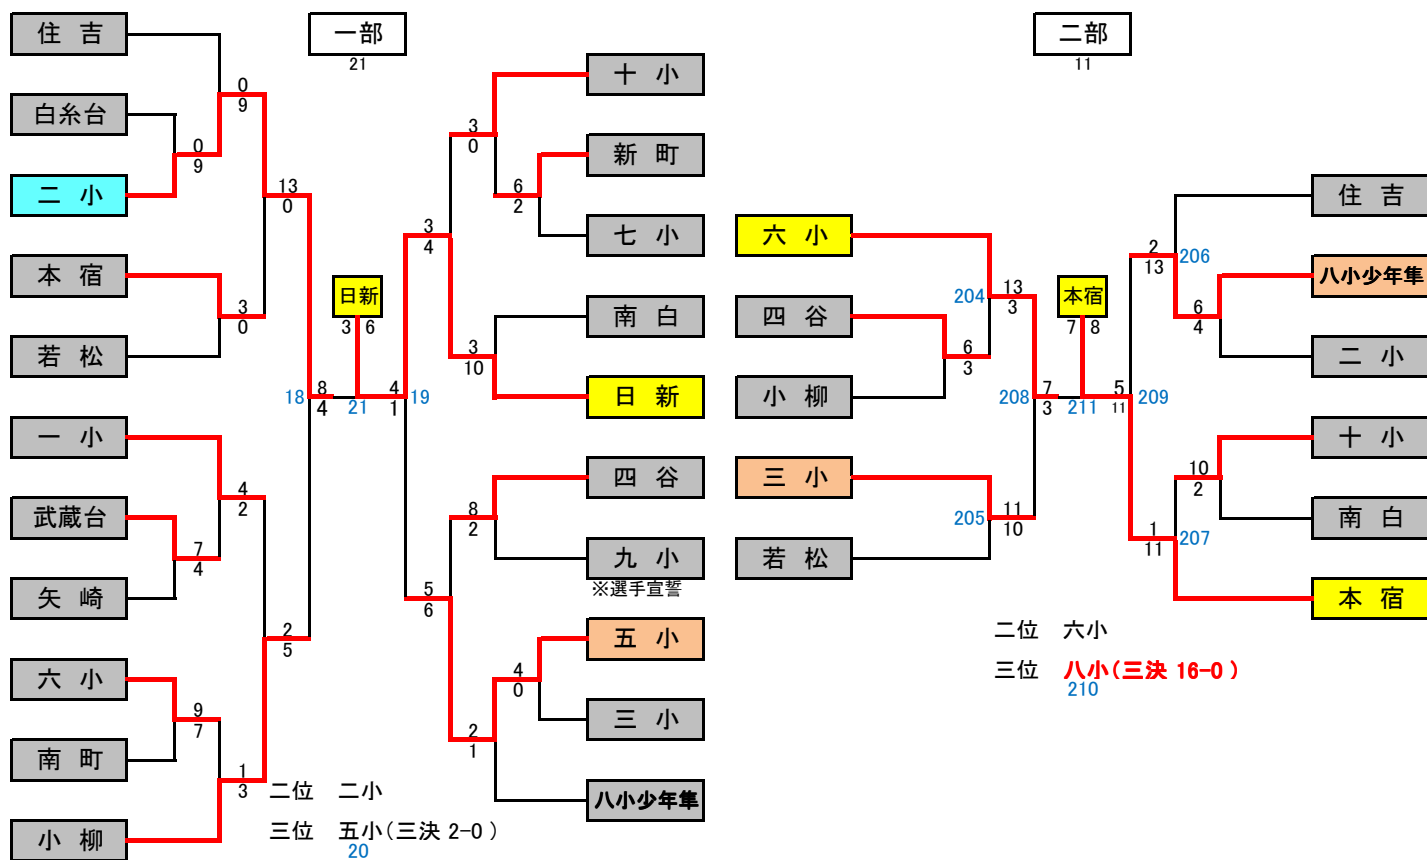 一部
21
住 吉
白糸台
二 小
本 宿
若 松
一 小
武蔵台
矢 崎
六 小
南 町
小 柳
0
9
0
9
13
0
3
0
4
2
7
4
2
5
9
7
1
3
18
8
4
日新
3 6
21
4
1
19
3
4
3
0
6
2
3
10
5
6
8
2
4
0
2
1
十 小
新 町
七 小
南 白
日 新
四 谷
九 小
※選手宣誓
五 小
三 小
八小少年隼
二位 二小
三位 五小(三決 2-0 )
20
二部
11
六 小
四 谷
小 柳
三 小
若 松
204
13
3
6
3
205
11
10
208
7
3
本宿
7 8
211
5
11
209
2
13
206
6
4
10
2
1
11
207
住 吉
八小少年隼
二 小
十 小
南 白
本 宿
二位 六小
三位 八小(三決 16-0 )
210